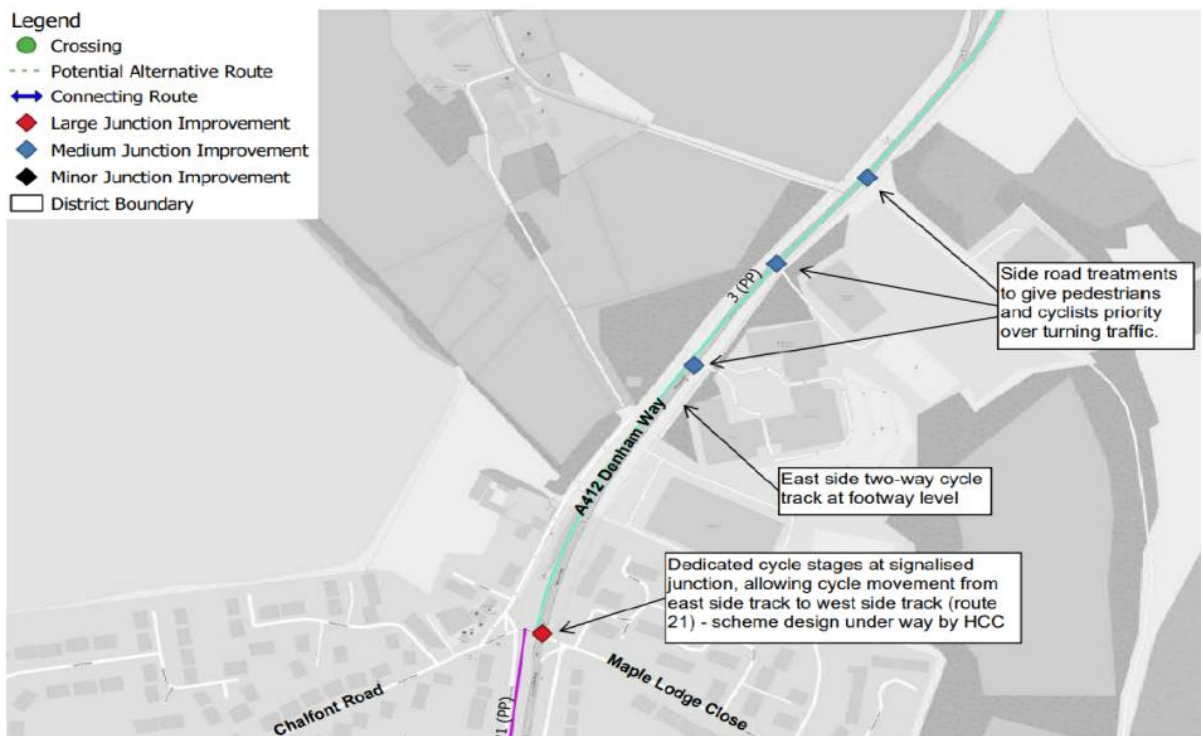 Legend
Crossing
Potential Alternative Route
Connecting Route
Large Junction Improvement
Medium Junction Improvement
Minor Junction Improvement
District Boundary
Side road treatments
to give pedestrians
and cyclists priority
over turning traffic.
3 (PP)
A412 Denham Way
East side two-way cycle
track at footway level
Dedicated cycle stages at signalised
junction, allowing cycle movement from
east side track to west side track (route
21) - scheme design under way by HCC
Chalfont Road
Maple Lodge Close
(PP)